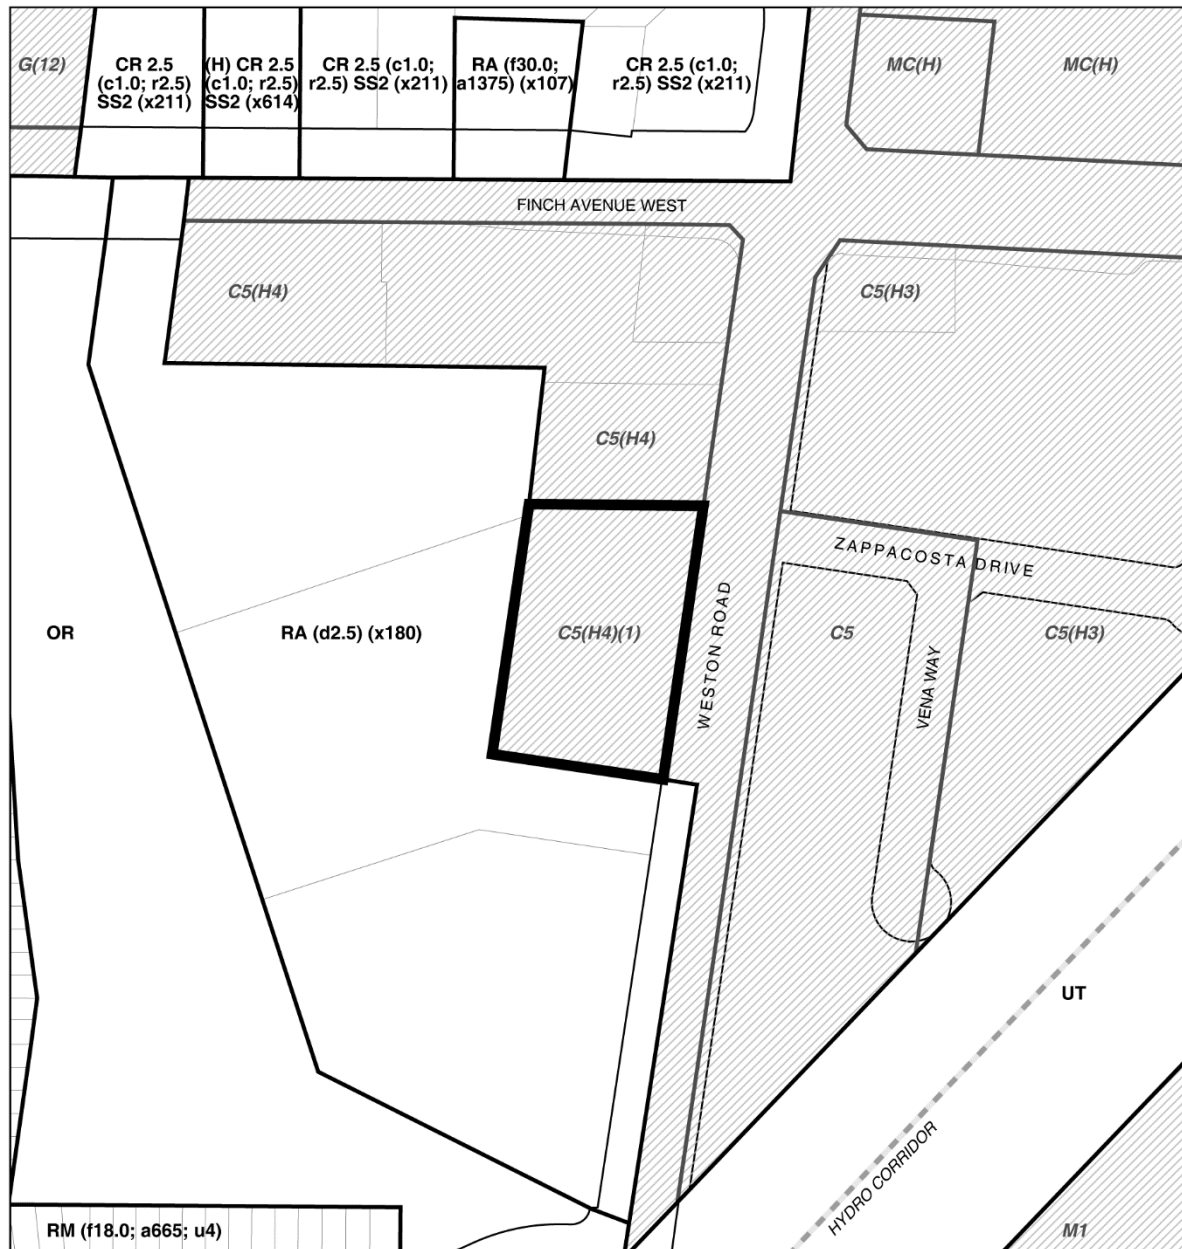 G(12)
CR 2.5
(c1.0; r2.5)
SS2 (x211)
(H) CR 2.5
(c1.0; r2.5)
SS2 (x614)
CR 2.5 (c1.0;
r2.5) SS2 (x211)
RA (f30.0;
a1375) (x107)
CR 2.5 (c1.0;
r2.5) SS2 (x211)
MC(H)
MC(H)
FINCH AVENUE WEST
C5(H4)
C5(H3)
C5(H4)
ZAPPACOSTA DRIVE
OR
RA (d2.5) (x180)
C5(H4)(1)
WESTON ROAD
C5
VENA WAY
C5(H3)
UT
HYDRO CORRIDOR
RM (f18.0; a665; u4)
M1